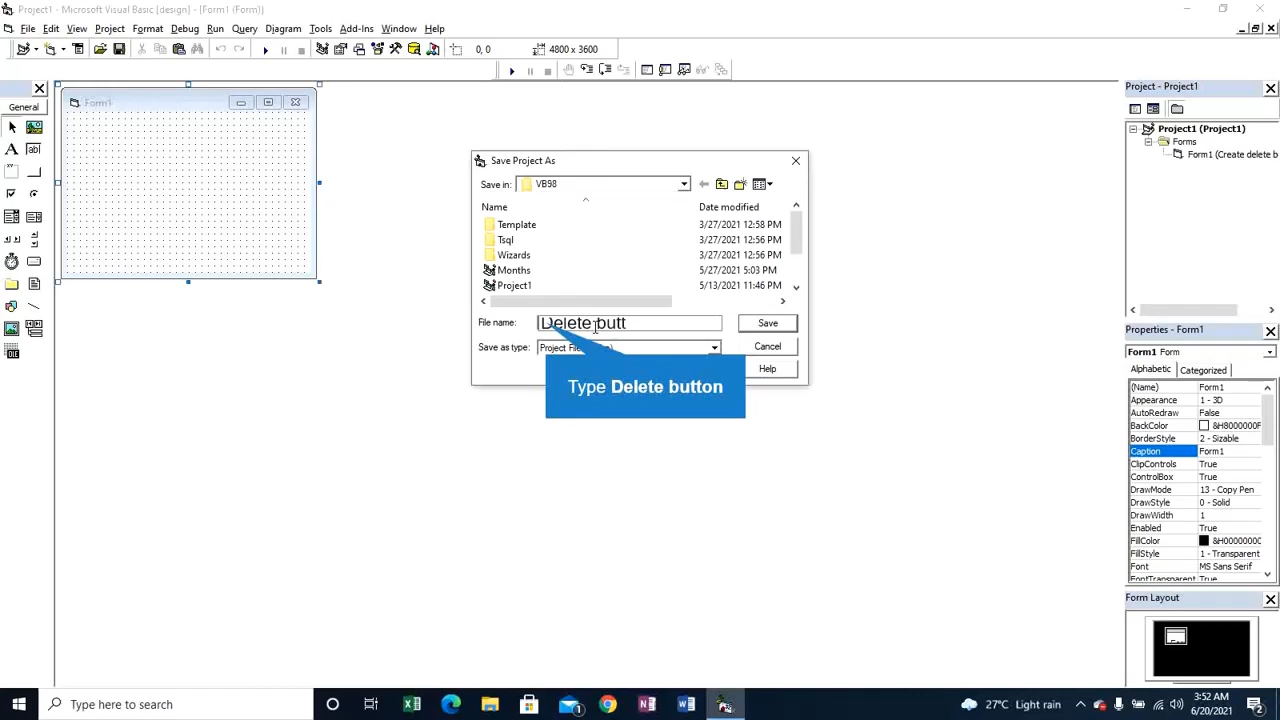 Project1 - Microsoft Visual Basic [design] - [Form1 (Form)]
File Edit View Project Format Debug Run Query Diagram Tools Add-Ins Window Help
0, 0
4800 x 3600
General
Form1
Save Project As
Save in: VB98
Name Date modified
Template 3/27/2021 12:58 PM
Tsql 3/27/2021 12:56 PM
Wizards 3/27/2021 12:56 PM
Months 5/27/2021 5:03 PM
Project1 5/13/2021 11:46 PM
File name: Delete butt Save
Save as type: Project File Cancel
Help
Type Delete button
Project - Project1
Project1 (Project1)
Forms
Form1 (Create delete b
Properties - Form1
Form1 Form
Alphabetic Categorized
(Name) Form1
Appearance 1 - 3D
AutoRedraw False
BackColor &H8000000F
BorderStyle 2 - Sizable
Caption Form1
ClipControls True
ControlBox True
DrawMode 13 - Copy Pen
DrawStyle 0 - Solid
DrawWidth 1
Enabled True
FillColor &H00000000
FillStyle 1 - Transparent
Font MS Sans Serif
FontTransparent True
Form Layout
Type here to search
27°C Light rain
3:52 AM
6/20/2021